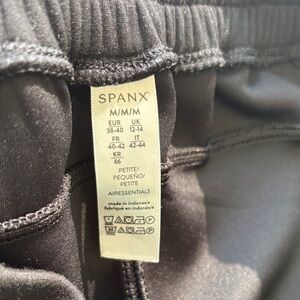 SPANX
M/M/M
EUR UK
38-40 12-14
FR IT
40-42 42-44
KR
66
PETITE/
PEQUEÑO/
PETITE
AIRESSENTIALS
made in indonesia
fabriqué en indonésie